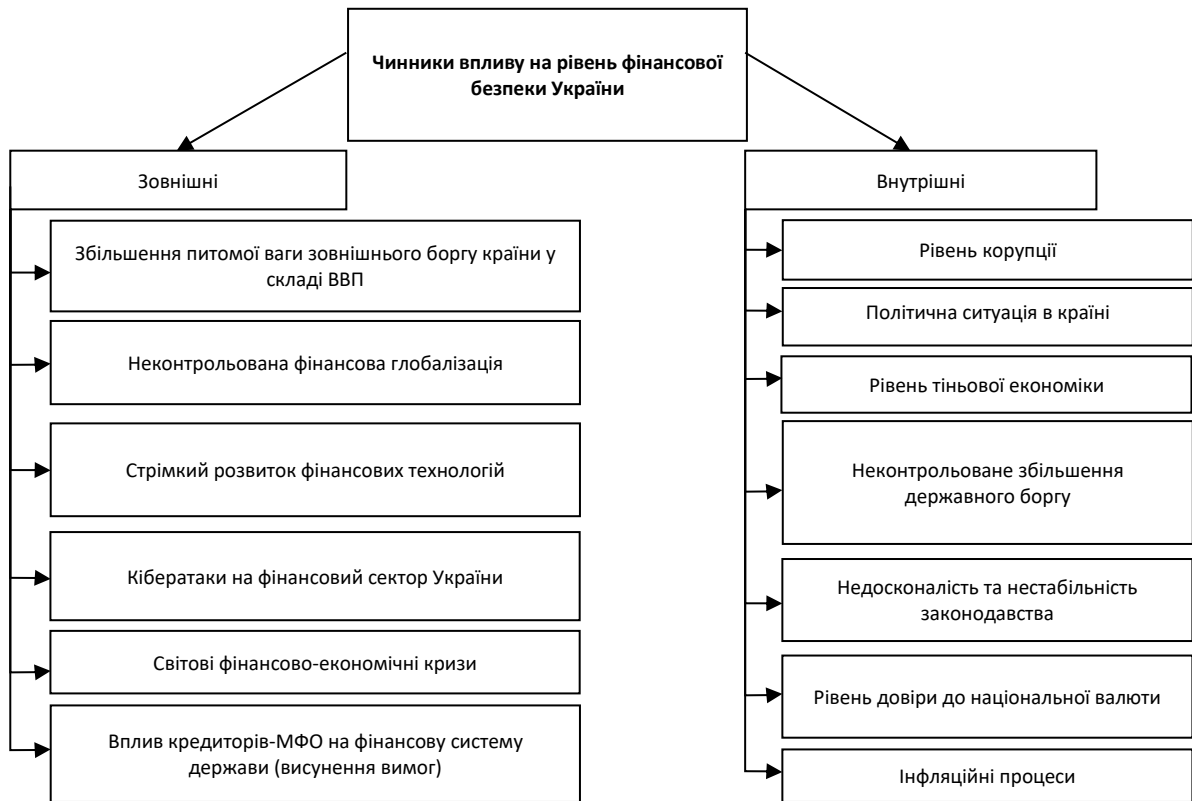 Чинники впливу на рівень фінансової
безпеки України
Зовнішні
Збільшення питомої ваги зовнішнього боргу країни у
складі ВВП
Неконтрольована фінансова глобалізація
Стрімкий розвиток фінансових технологій
Кібератаки на фінансовий сектор України
Світові фінансово-економічні кризи
Вплив кредиторів-МФО на фінансову систему
держави (висунення вимог)
Внутрішні
Рівень корупції
Політична ситуація в країні
Рівень тіньової економіки
Неконтрольоване збільшення
державного боргу
Недосконалість та нестабільність
законодавства
Рівень довіри до національної валюти
Інфляційні процеси